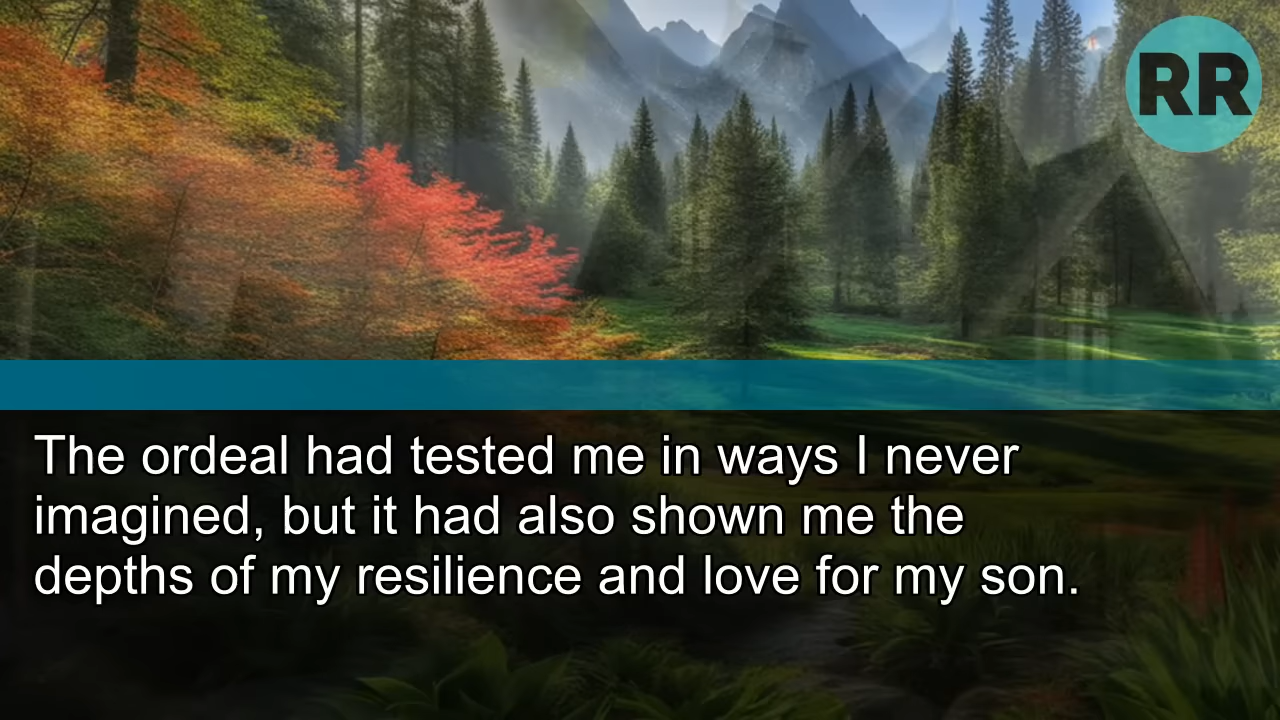 RR
The ordeal had tested me in ways I never
imagined, but it had also shown me the
depths of my resilience and love for my son.